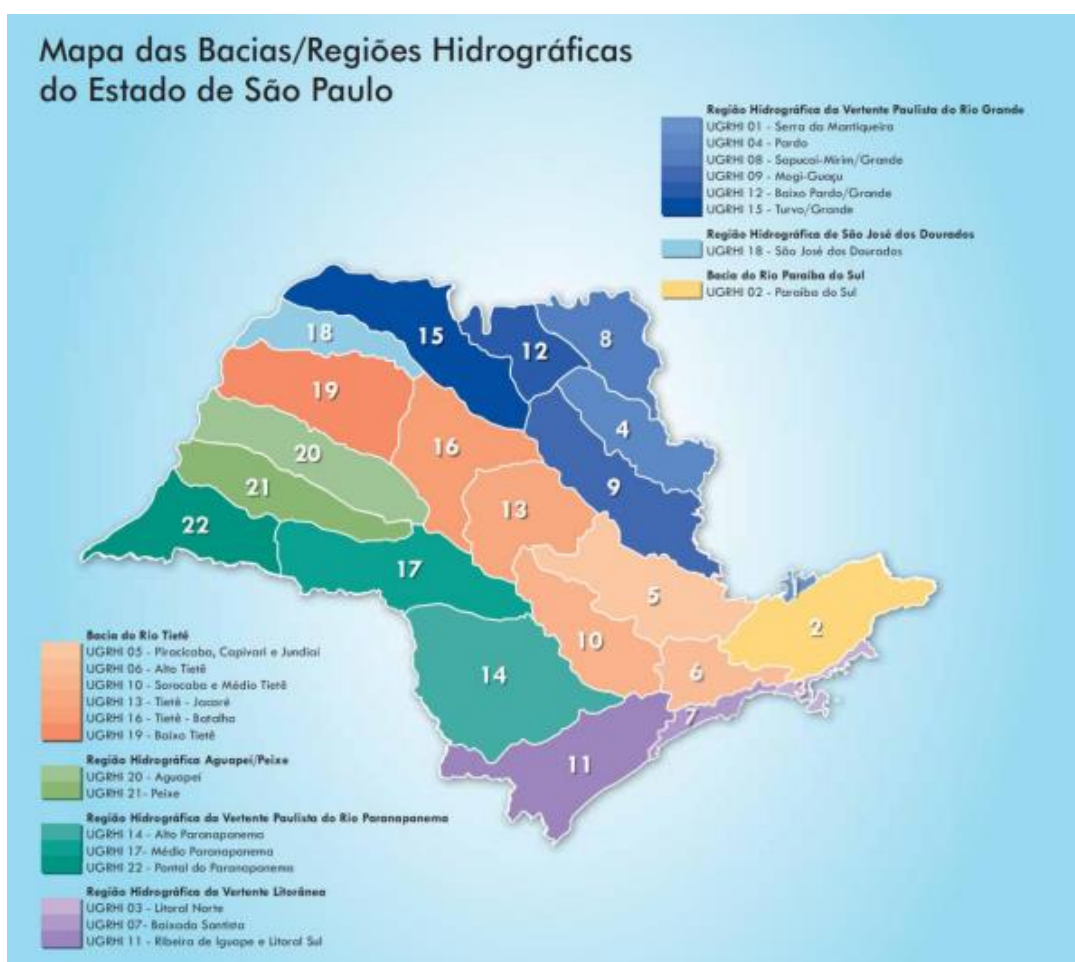 Mapa das Bacias/Regiões Hidrográficas
do Estado de São Paulo
Região Hidrográfica da Vertente Paulista do Rio Grande
UGRHI 01 - Serra da Mantiqueira
UGRHI 04 - Pardo
UGRHI 08 - Sapucaí-Mirim/Grande
UGRHI 09 - Mogi-Guaçu
UGRHI 12 - Baixo Pardo/Grande
UGRHI 15 - Turvo/Grande
Região Hidrográfica de São José dos Dourados
UGRHI 18 - São José dos Dourados
Bacia do Rio Paraíba do Sul
UGRHI 02 - Paraíba do Sul
18
15
12
8
19
16
4
20
9
21
13
22
17
5
1
2
10
14
6
3
7
11
Bacia do Rio Tietê
UGRHI 05 - Piracicaba, Capivari e Jundiaí
UGRHI 06 - Alto Tietê
UGRHI 10 - Sorocaba e Médio Tietê
UGRHI 13 - Tietê - Jacaré
UGRHI 16 - Tietê - Batalha
UGRHI 19 - Baixo Tietê
Região Hidrográfica Aguapeí/Peixe
UGRHI 20 - Aguapeí
UGRHI 21- Peixe
Região Hidrográfica da Vertente Paulista do Rio Paranapanema
UGRHI 14 - Alto Paranapanema
UGRHI 17- Médio Paranapanema
UGRHI 22 - Pontal do Paranapanema
Região Hidrográfica da Vertente Litorânea
UGRHI 03 - Litoral Norte
UGRHI 07- Baixada Santista
UGRHI 11 - Ribeira de Iguape e Litoral Sul